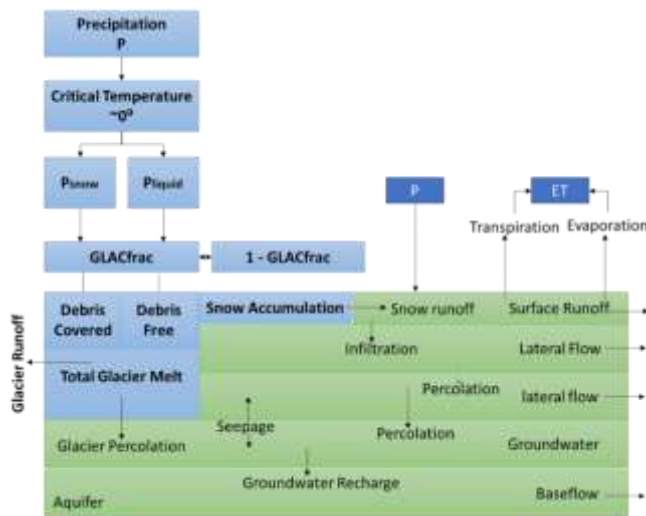 Precipitation
P
Critical Temperature
~0º
Psnow
Pliquid
P
ET
Transpiration
Evaporation
GLACfrac
1 - GLACfrac
Debris
Covered
Debris
Free
Snow Accumulation
Snow runoff
Surface Runoff
Glacier Runoff
Infiltration
Lateral Flow
Total Glacier Melt
Percolation
lateral flow
Seepage
Percolation
Glacier Percolation
Groundwater
Groundwater Recharge
Aquifer
Baseflow